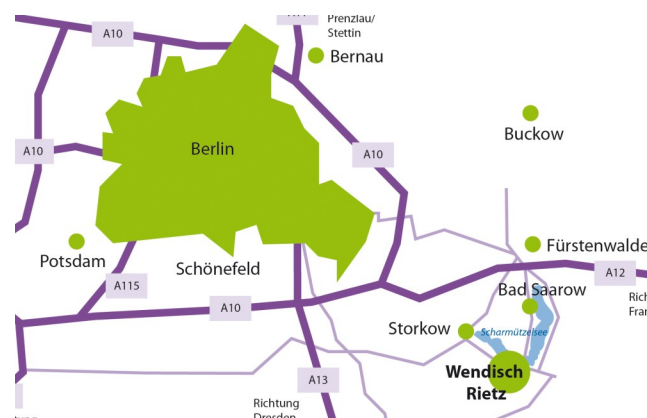 Prenzlau/
Stettin
A10
Bernau
Buckow
A10
Berlin
A10
Potsdam
Schönefeld
Fürstenwalde
A12
A115
Bad Saarow
A10
Storkow
Scharmützelsee
Wendisch
Rietz
A13
Richtung